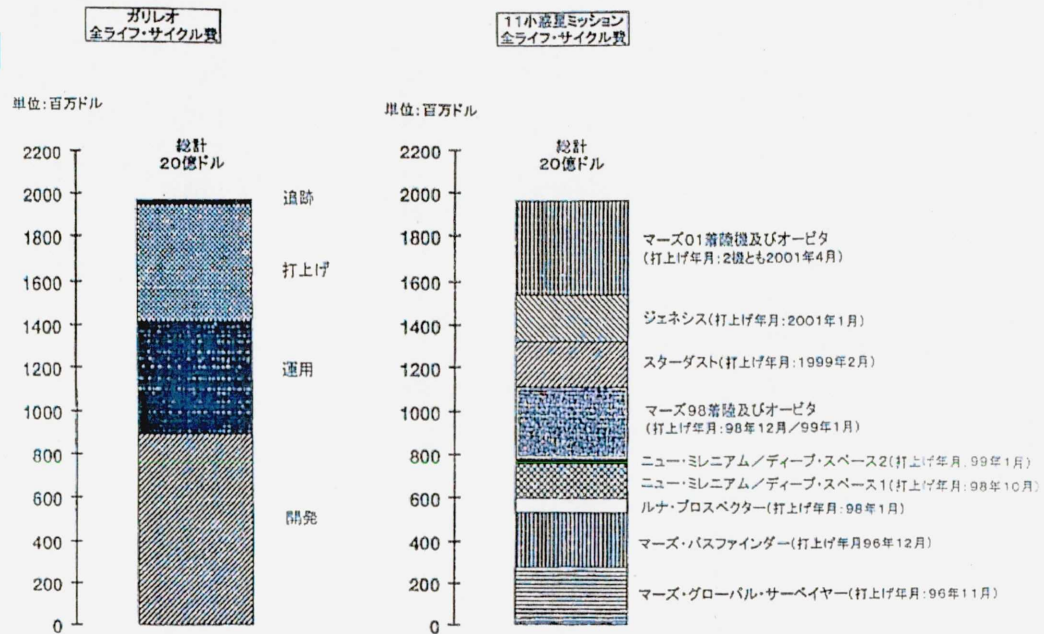 ガリレオ
全ライフ・サイクル費
単位:百万ドル
総計
20億ドル
2200
2000
1800
1600
1400
1200
1000
800
600
400
200
0
追跡
打上げ
運用
開発
11小惑星ミッション
全ライフ・サイクル費
単位:百万ドル
総計
20億ドル
2200
2000
1800
1600
1400
1200
1000
800
600
400
200
0
マーズ01着陸機及びオービタ
(打上げ年月:2機とも2001年4月)
ジェネシス(打上げ年月:2001年1月)
スターダスト(打上げ年月:1999年2月)
マーズ98着陸及びオービタ
(打上げ年月:98年12月/99年1月)
ニュー・ミレニアム/ディープ・スペース2(打上げ年月:99年1月)
ニュー・ミレニアム/ディープ・スペース1(打上げ年月:98年10月)
ルナ・プロスペクター(打上げ年月:98年1月)
マーズ・パスファインダー(打上げ年月96年12月)
マーズ・グローバル・サーベイヤー(打上げ年月:96年11月)